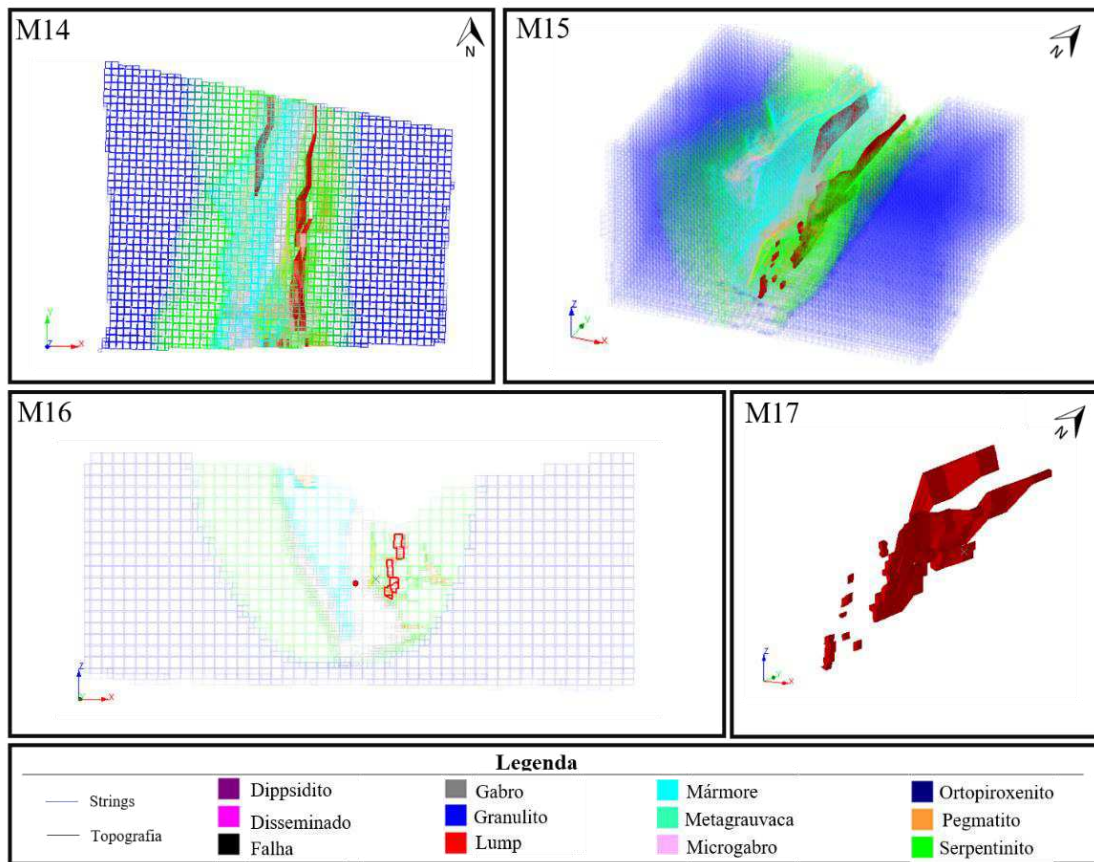 M14
N
Y
Z
X
M15
N
Z
Y
X
M16
Z
Y
X
M17
N
Z
Y
X
Legenda
Strings
Topografia
Dippsidito
Disseminado
Falha
Gabro
Granulito
Lump
Mármore
Metagrauvaca
Microgabro
Ortopiroxenito
Pegmatito
Serpentinito